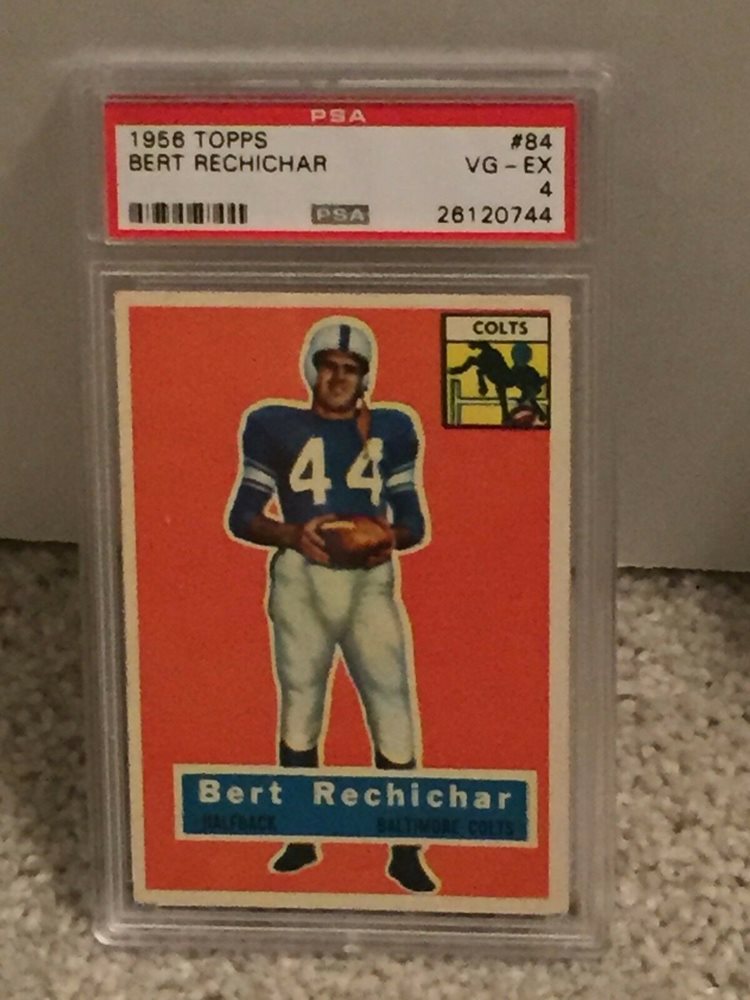 PSA
1956 TOPPS #84
BERT RECHICHAR VG - EX
4
PSA 26120744
COLTS
44
Bert Rechichar
HALFBACK BALTIMORE COLTS